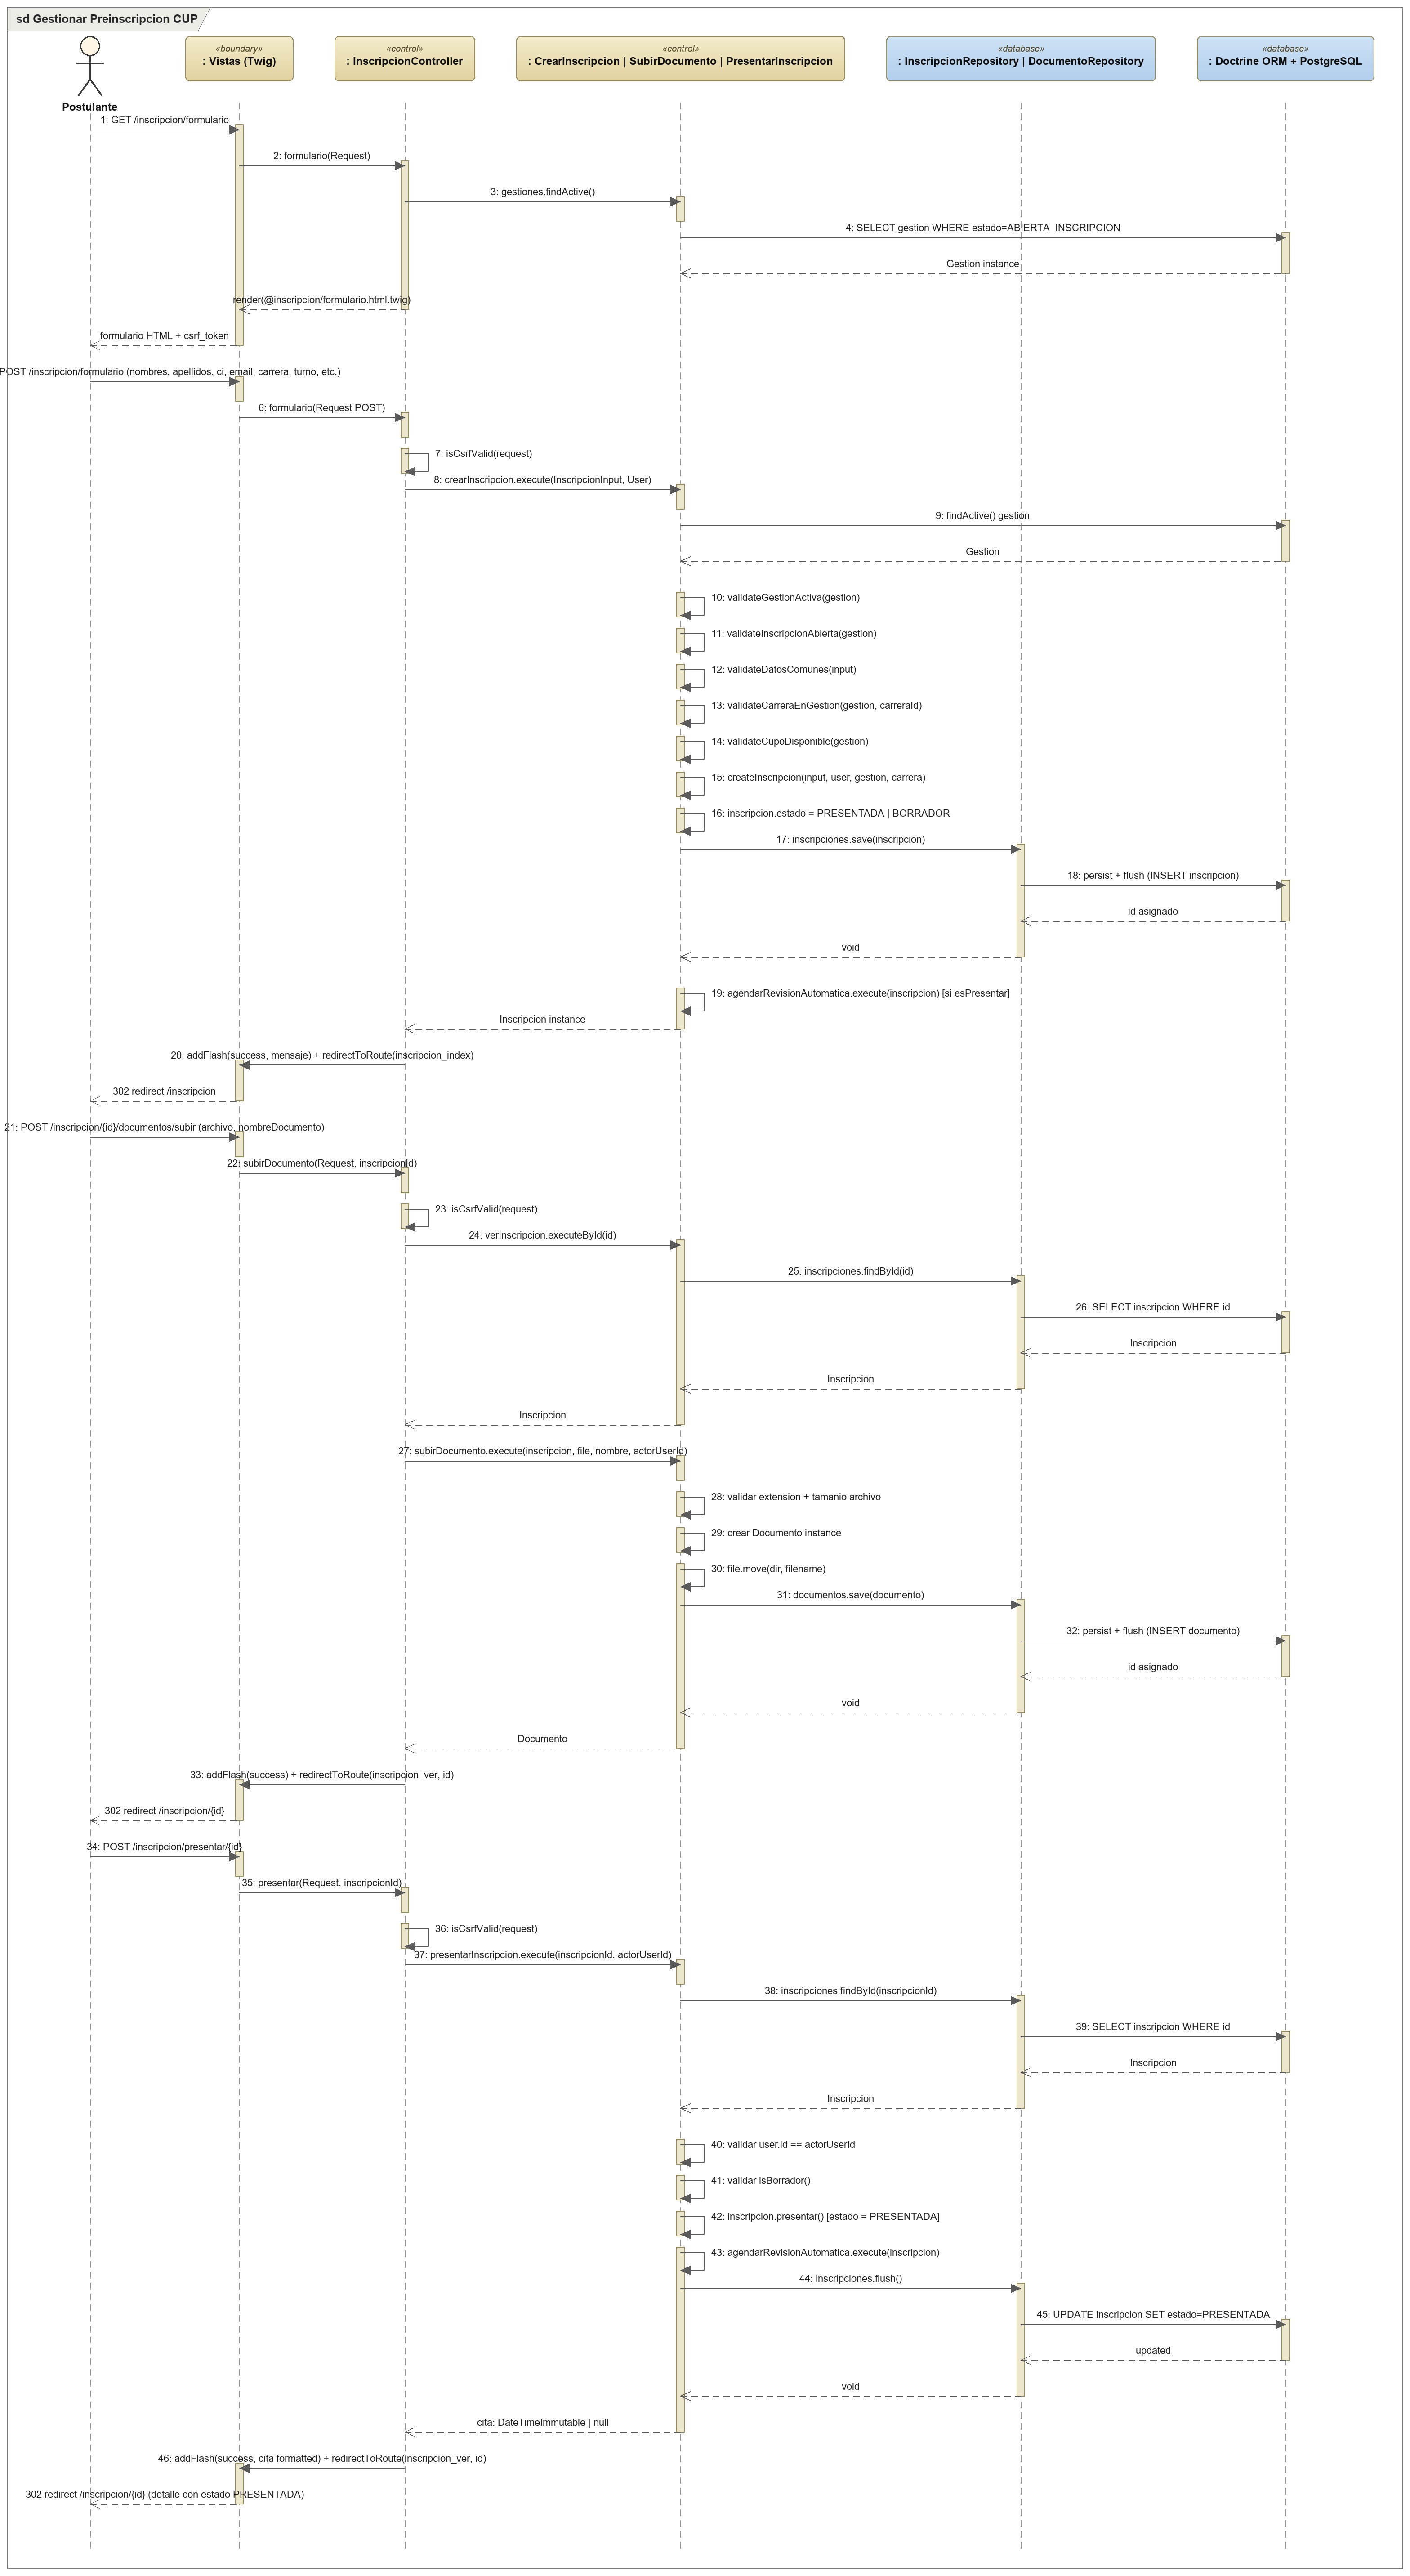 sd Gestionar Preinscripcion CUP
Postulante
«boundary»
: Vistas (Twig)
«control»
: InscripcionController
«control»
: CrearInscripcion | SubirDocumento | PresentarInscripcion
«database»
: InscripcionRepository | DocumentoRepository
«database»
: Doctrine ORM + PostgreSQL
1: GET /inscripcion/formulario
2: formulario(Request)
3: gestiones.findActive()
4: SELECT gestion WHERE estado=ABIERTA_INSCRIPCION
Gestion instance
render(@inscripcion/formulario.html.twig)
formulario HTML + csrf_token
POST /inscripcion/formulario (nombres, apellidos, ci, email, carrera, turno, etc.)
6: formulario(Request POST)
7: isCsrfValid(request)
8: crearInscripcion.execute(InscripcionInput, User)
9: findActive() gestion
Gestion
10: validateGestionActiva(gestion)
11: validateInscripcionAbierta(gestion)
12: validateDatosComunes(input)
13: validateCarreraEnGestion(gestion, carreraId)
14: validateCupoDisponible(gestion)
15: createInscripcion(input, user, gestion, carrera)
16: inscripcion.estado = PRESENTADA | BORRADOR
17: inscripciones.save(inscripcion)
18: persist + flush (INSERT inscripcion)
id asignado
void
19: agendarRevisionAutomatica.execute(inscripcion) [si esPresentar]
Inscripcion instance
20: addFlash(success, mensaje) + redirectToRoute(inscripcion_index)
302 redirect /inscripcion
21: POST /inscripcion/{id}/documentos/subir (archivo, nombreDocumento)
22: subirDocumento(Request, inscripcionId)
23: isCsrfValid(request)
24: verInscripcion.executeById(id)
25: inscripciones.findById(id)
26: SELECT inscripcion WHERE id
Inscripcion
Inscripcion
Inscripcion
27: subirDocumento.execute(inscripcion, file, nombre, actorUserId)
28: validar extension + tamanio archivo
29: crear Documento instance
30: file.move(dir, filename)
31: documentos.save(documento)
32: persist + flush (INSERT documento)
id asignado
void
Documento
33: addFlash(success) + redirectToRoute(inscripcion_ver, id)
302 redirect /inscripcion/{id}
34: POST /inscripcion/presentar/{id}
35: presentar(Request, inscripcionId)
36: isCsrfValid(request)
37: presentarInscripcion.execute(inscripcionId, actorUserId)
38: inscripciones.findById(inscripcionId)
39: SELECT inscripcion WHERE id
Inscripcion
Inscripcion
40: validar user.id == actorUserId
41: validar isBorrador()
42: inscripcion.presentar() [estado = PRESENTADA]
43: agendarRevisionAutomatica.execute(inscripcion)
44: inscripciones.flush()
45: UPDATE inscripcion SET estado=PRESENTADA
updated
void
cita: DateTimeImmutable | null
46: addFlash(success, cita formatted) + redirectToRoute(inscripcion_ver, id)
302 redirect /inscripcion/{id} (detalle con estado PRESENTADA)